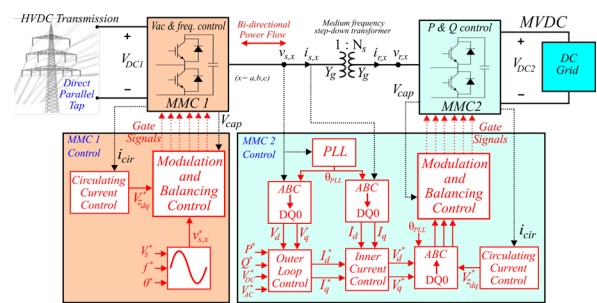 HVDC Transmission
+
V_DC1
−
Direct
Parallel
Tap
Vac & freq. control
MMC 1
Bi-directional
Power Flow
v_s,x
i_s,x
(x= a,b,c)
Medium frequency
step-down transformer
1 : N_s
Y_g
Y_g
i_r,x
v_r,x
P & Q control
MMC2
MVDC
+
V_DC2
−
DC
Grid
V_cap
Gate
Signals
i_cir
V_cap
Gate
Signals
i_cir
MMC 1
Control
Circulating
Current Control
V*_zdq
Modulation
and
Balancing
Control
v*_s,x
V*_S
f*
θ*
MMC 2
Control
PLL
θ_PLL
ABC
DQ0
ABC
DQ0
V_d
V_q
I_d
I_q
P*
Q*
V*_DC
V*_AC
Outer
Loop
Control
I*_d
I*_q
Inner
Current
Control
V*_d
V*_q
θ_PLL
ABC
DQ0
Modulation
and
Balancing
Control
V*_zdq
Circulating
Current
Control